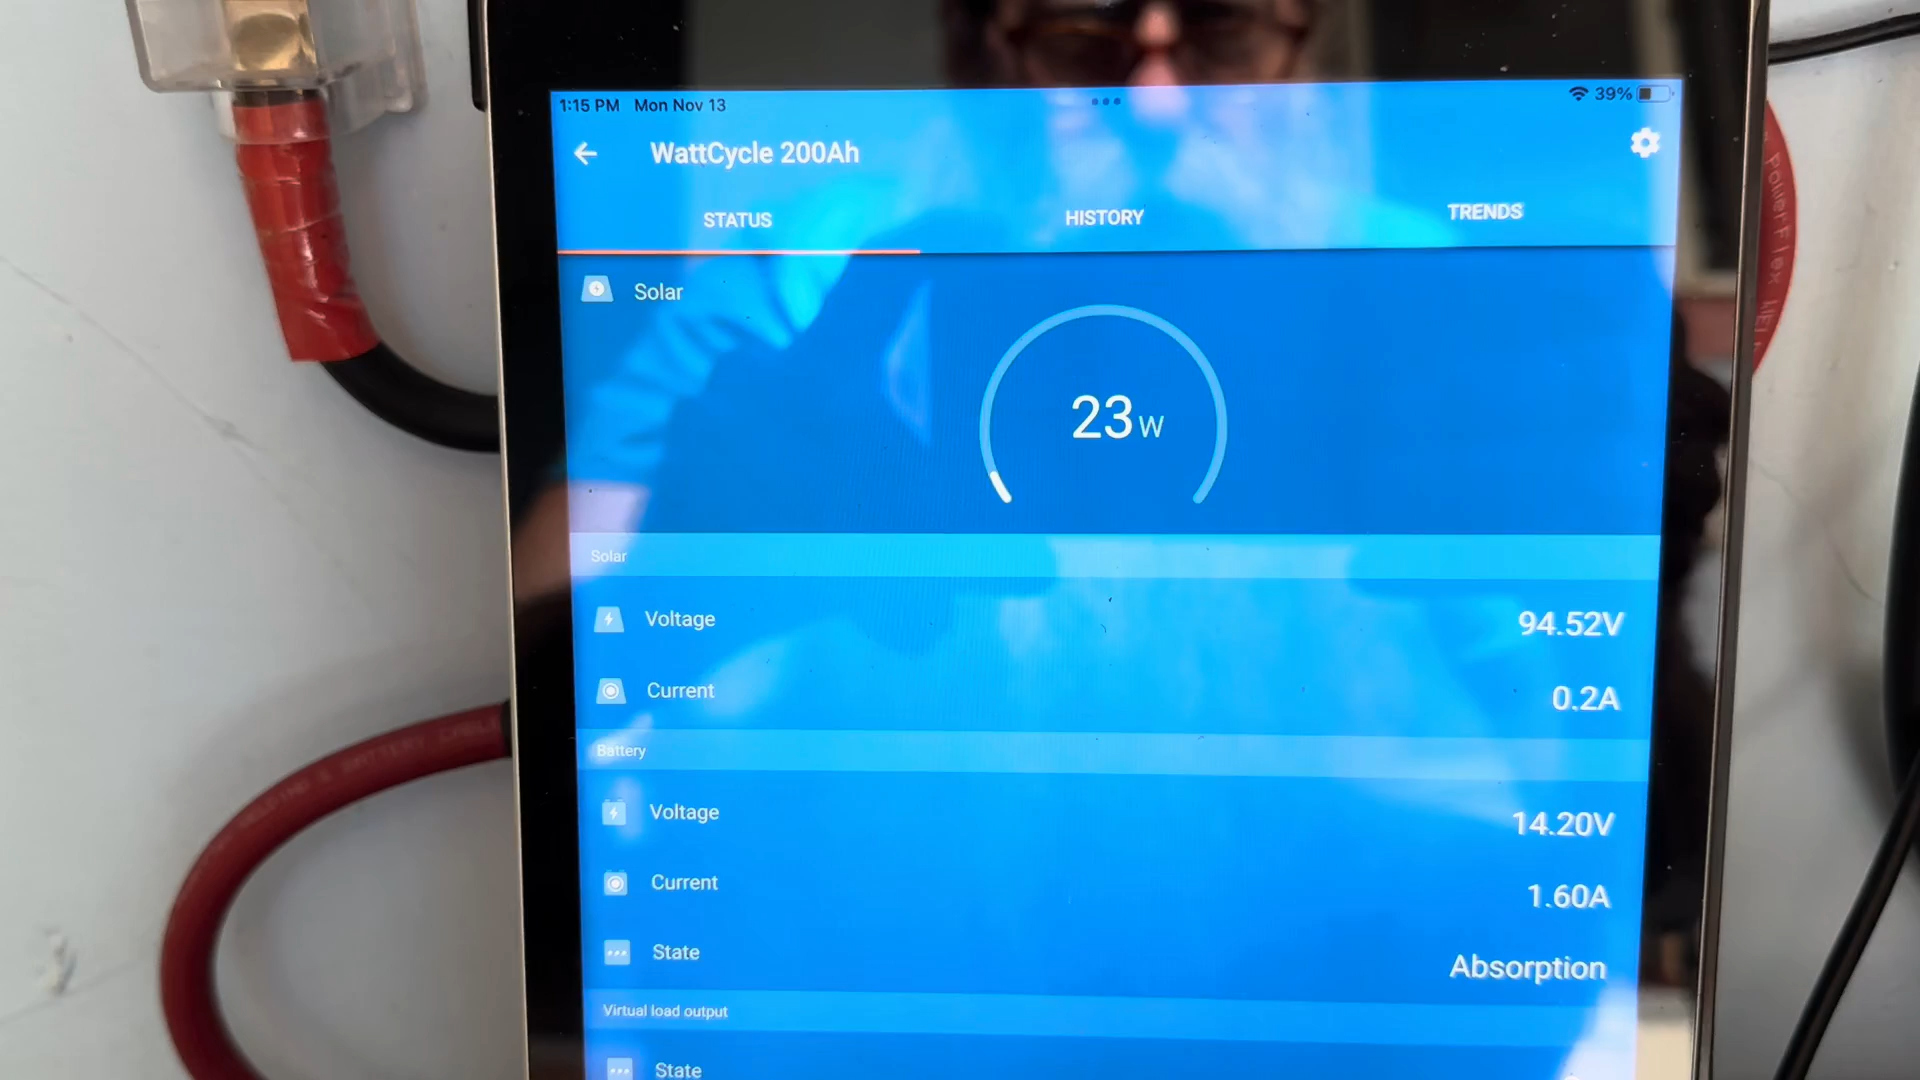 1:15 PM Mon Nov 13
39%
WattCycle 200Ah
STATUS HISTORY TRENDS
Solar
23W
Solar
Voltage 94.52V
Current 0.2A
Battery
Voltage 14.20V
Current 1.60A
State Absorption
Virtual load output
State